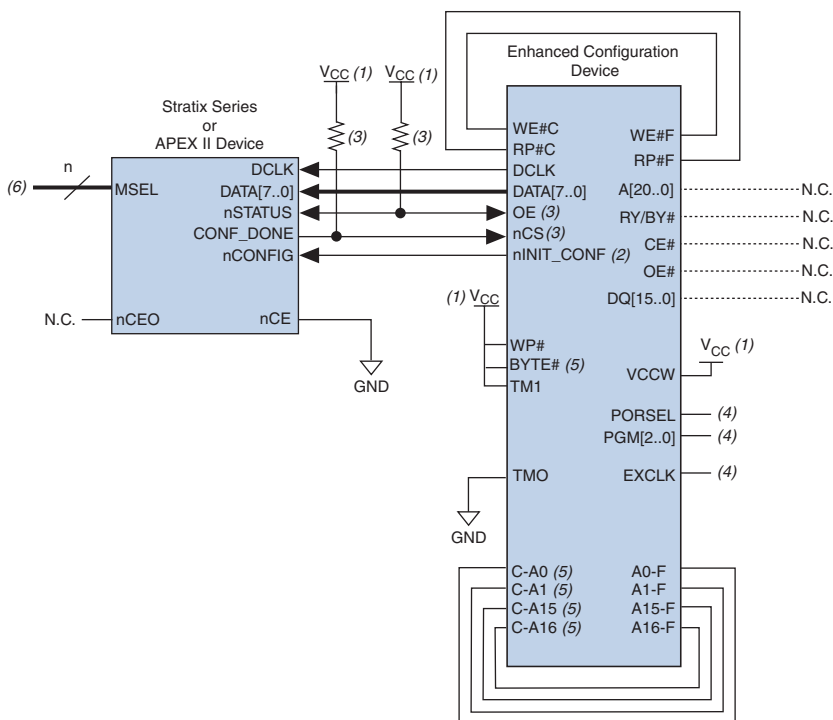 Enhanced Configuration
Device
VCC (1)
VCC (1)
(3)
(3)
Stratix Series
or
APEX II Device
n
(6)
MSEL
DCLK
DATA[7..0]
nSTATUS
CONF_DONE
nCONFIG
N.C.
nCEO
nCE
GND
WE#C
RP#C
DCLK
DATA[7..0]
OE (3)
nCS(3)
nINIT_CONF (2)
(1) VCC
WP#
BYTE# (5)
TM1
TMO
GND
C-A0 (5)
C-A1 (5)
C-A15 (5)
C-A16 (5)
WE#F
RP#F
A[20..0]
N.C.
RY/BY#
N.C.
CE#
N.C.
OE#
N.C.
DQ[15..0]
N.C.
VCC (1)
VCCW
PORSEL
(4)
PGM[2..0]
(4)
EXCLK
(4)
A0-F
A1-F
A15-F
A16-F